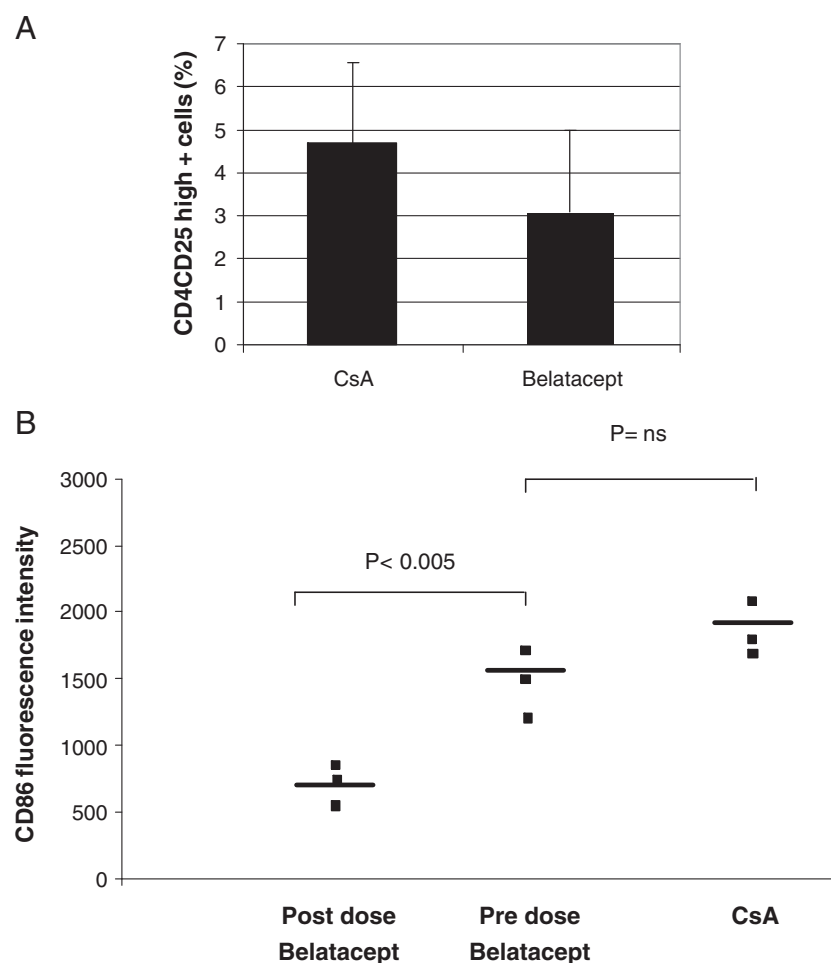 A
CD4CD25 high + cells (%)
7
6
5
4
3
2
1
0
CsA Belatacept
B
P= ns
P< 0.005
CD86 fluorescence intensity
3000
2500
2000
1500
1000
500
0
Post dose Belatacept
Pre dose Belatacept
CsA